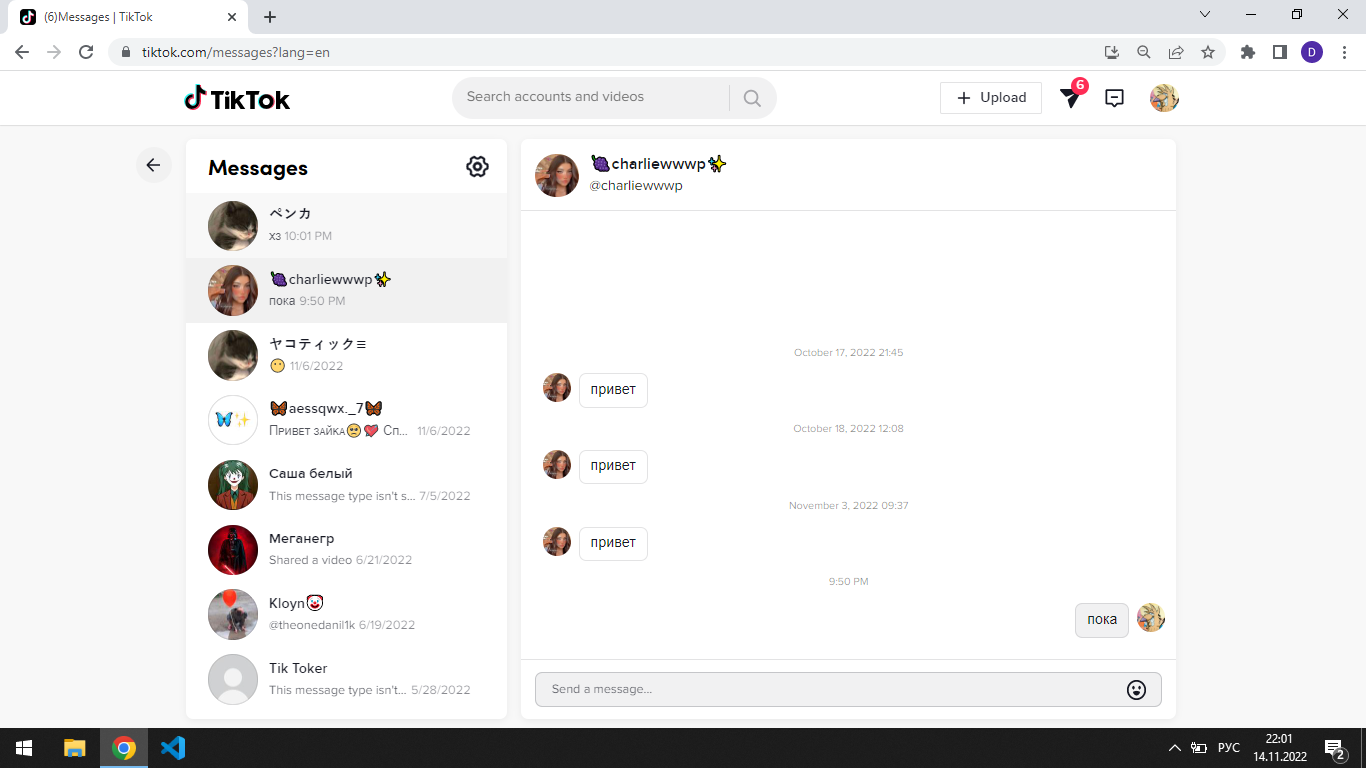 (6)Messages | TikTok
tiktok.com/messages?lang=en
D
TikTok
Search accounts and videos
Upload
6
Messages
ペンカ
хз 10:01 PM
🍇charliewwwp✨
пока 9:50 PM
ヤコティック≡
😶 11/6/2022
🦋aessqwx._7🦋
Привет зайка🥺💖 Сп... 11/6/2022
Саша белый
This message type isn't s... 7/5/2022
Меганегр
Shared a video 6/21/2022
Kloyn🤡
@theonedanil1k 6/19/2022
Tik Toker
This message type isn't... 5/28/2022
🍇charliewwwp✨
@charliewwwp
October 17, 2022 21:45
привет
October 18, 2022 12:08
привет
November 3, 2022 09:37
привет
9:50 PM
пока
Send a message...
РУС
22:01
14.11.2022
2